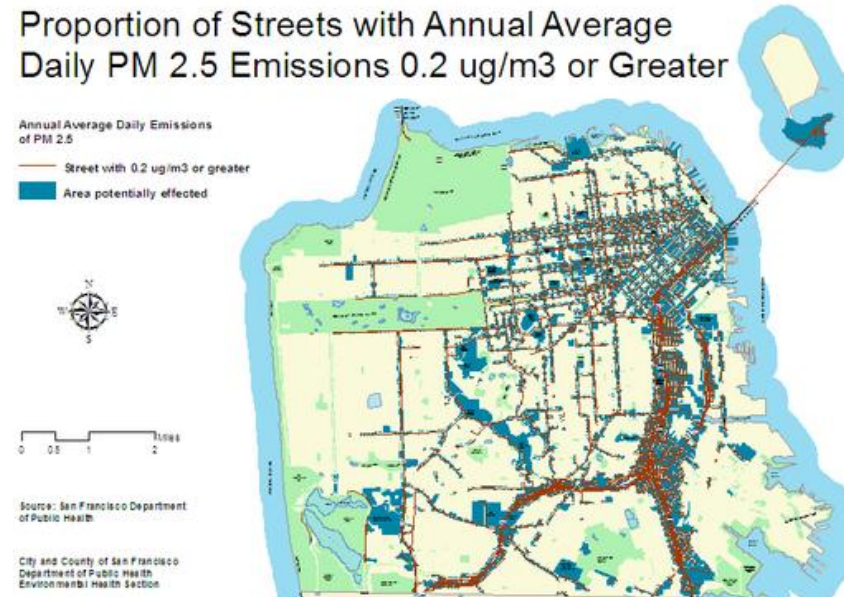 Proportion of Streets with Annual Average
Daily PM 2.5 Emissions 0.2 ug/m3 or Greater
Annual Average Daily Emissions
of PM 2.5
Street with 0.2 ug/m3 or greater
Area potentially effected
N
W E
S
Miles
0 0.5 1 2
Source: San Francisco Department
of Public Health
City and County of San Francisco
Department of Public Health
Environmental Health Section